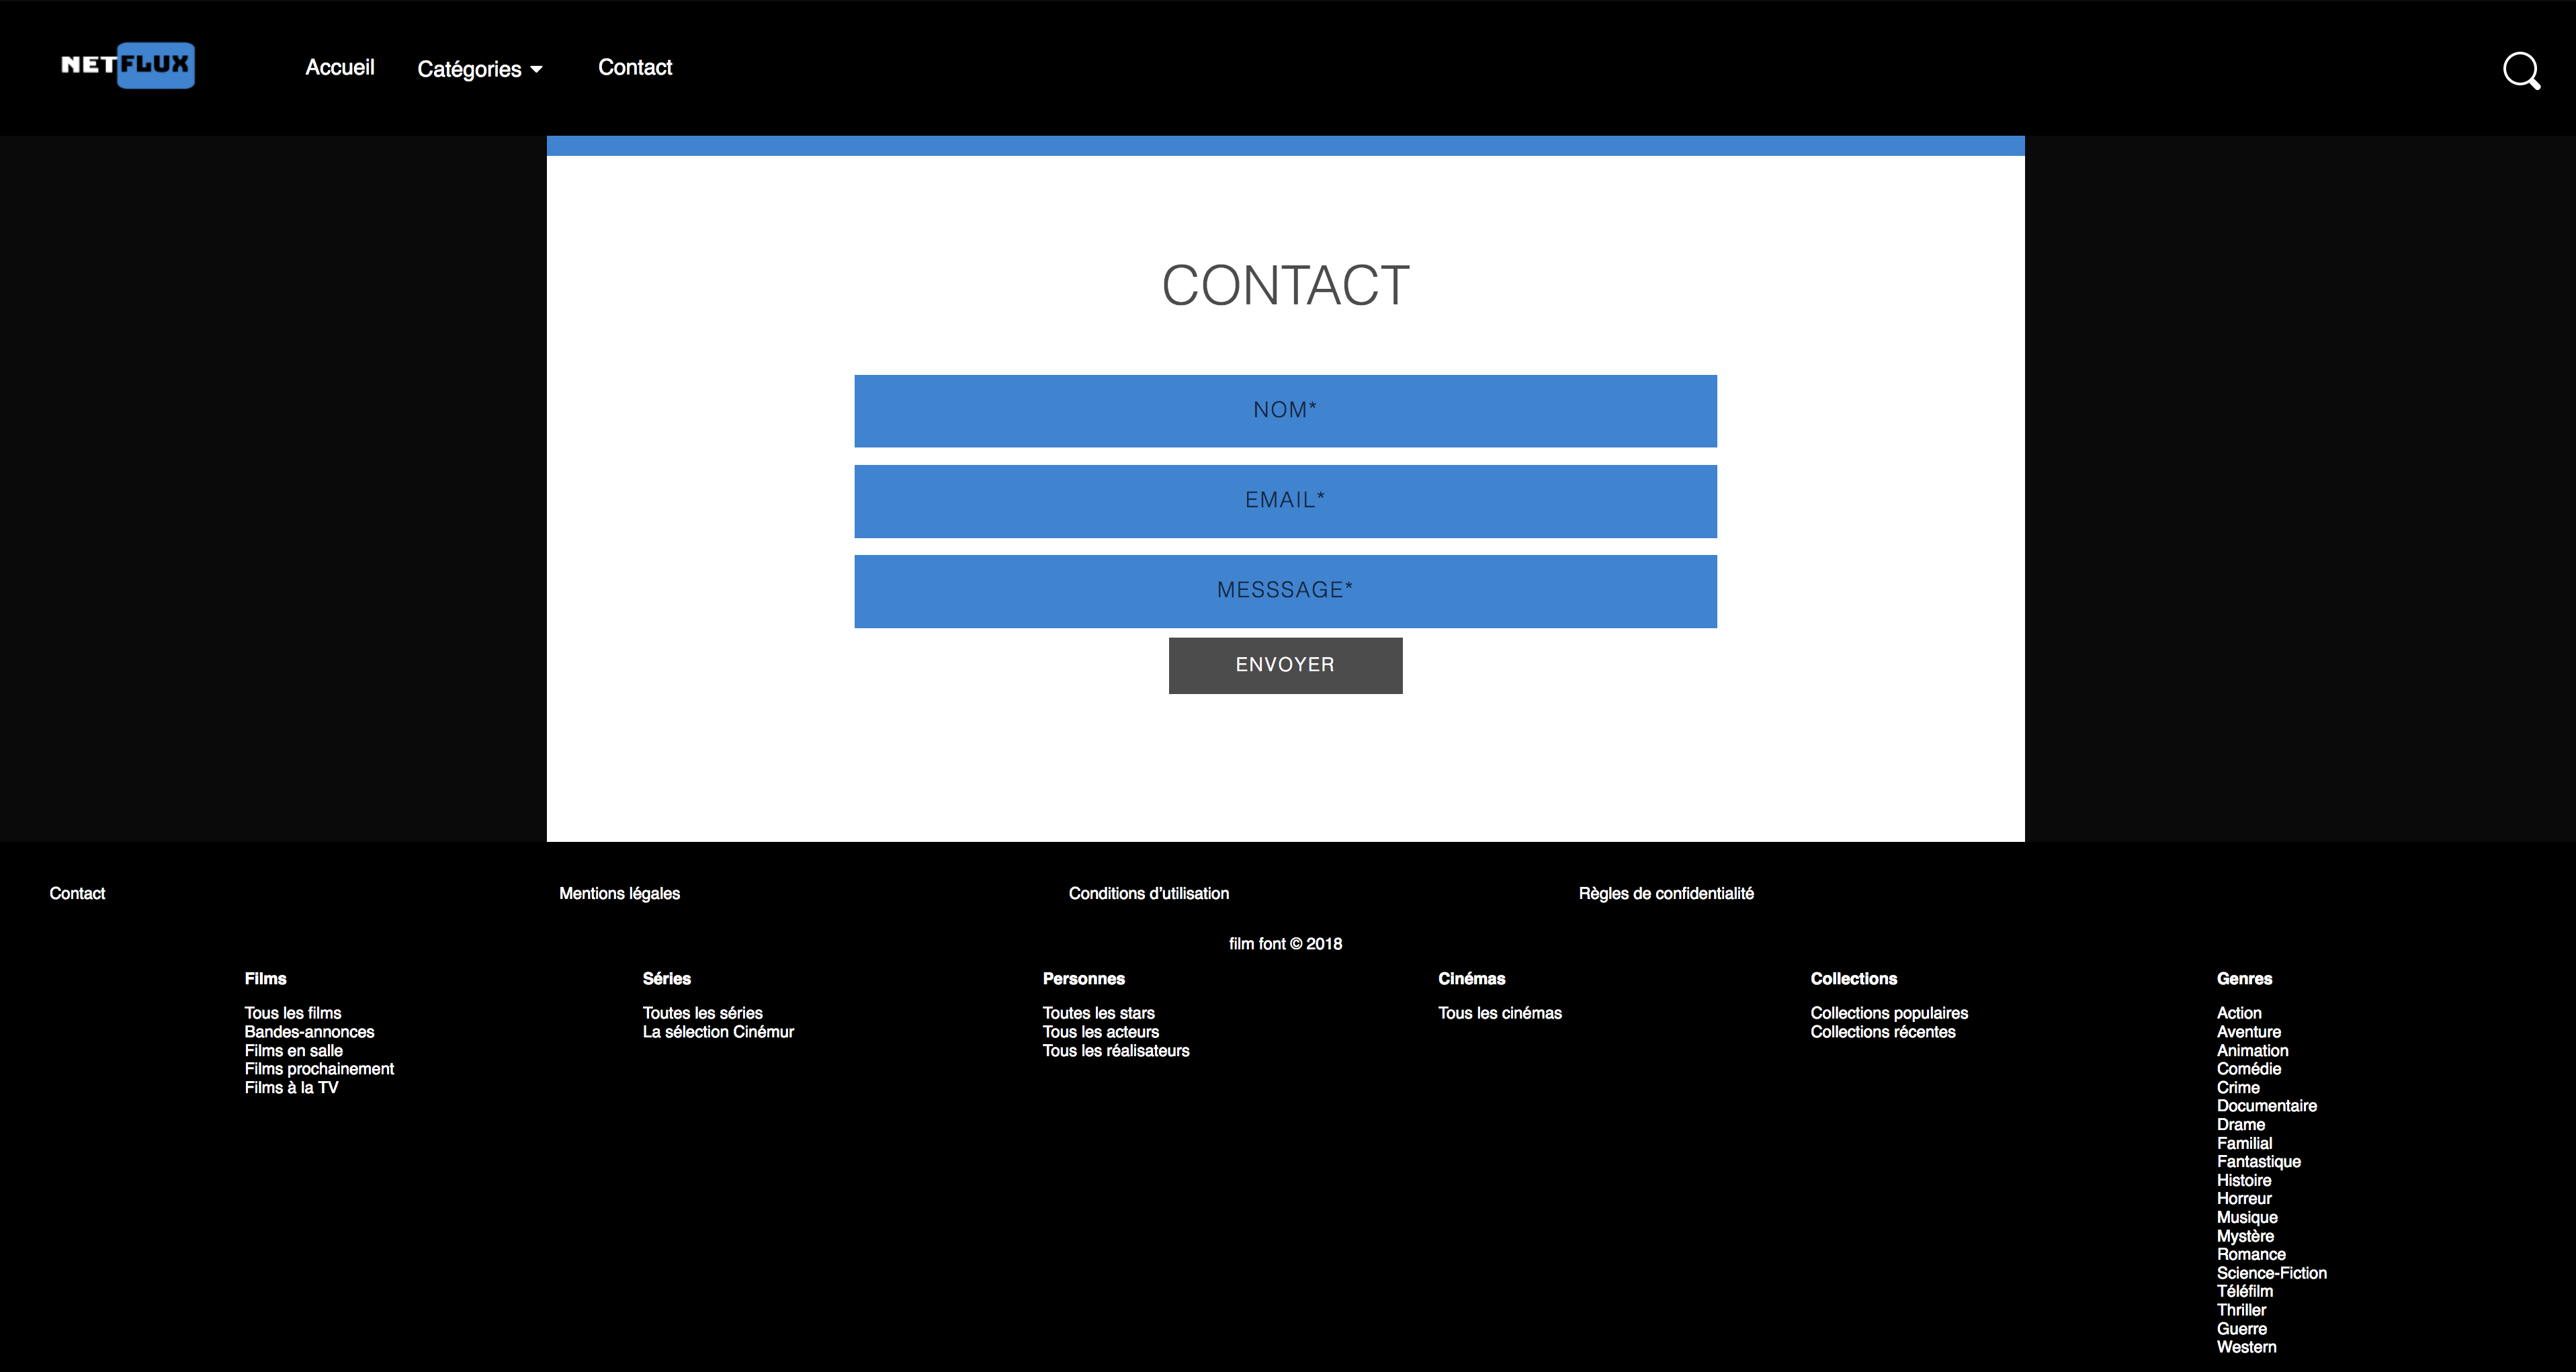 NETFLUX
Accueil
Catégories
Contact
CONTACT
NOM*
EMAIL*
MESSSAGE*
ENVOYER
Contact
Mentions légales
Conditions d'utilisation
Règles de confidentialité
film font © 2018
Films
Tous les films
Bandes-annonces
Films en salle
Films prochainement
Films à la TV
Séries
Toutes les séries
La sélection Cinémur
Personnes
Toutes les stars
Tous les acteurs
Tous les réalisateurs
Cinémas
Tous les cinémas
Collections
Collections populaires
Collections récentes
Genres
Action
Aventure
Animation
Comédie
Crime
Documentaire
Drame
Familial
Fantastique
Histoire
Horreur
Musique
Mystère
Romance
Science-Fiction
Téléfilm
Thriller
Guerre
Western